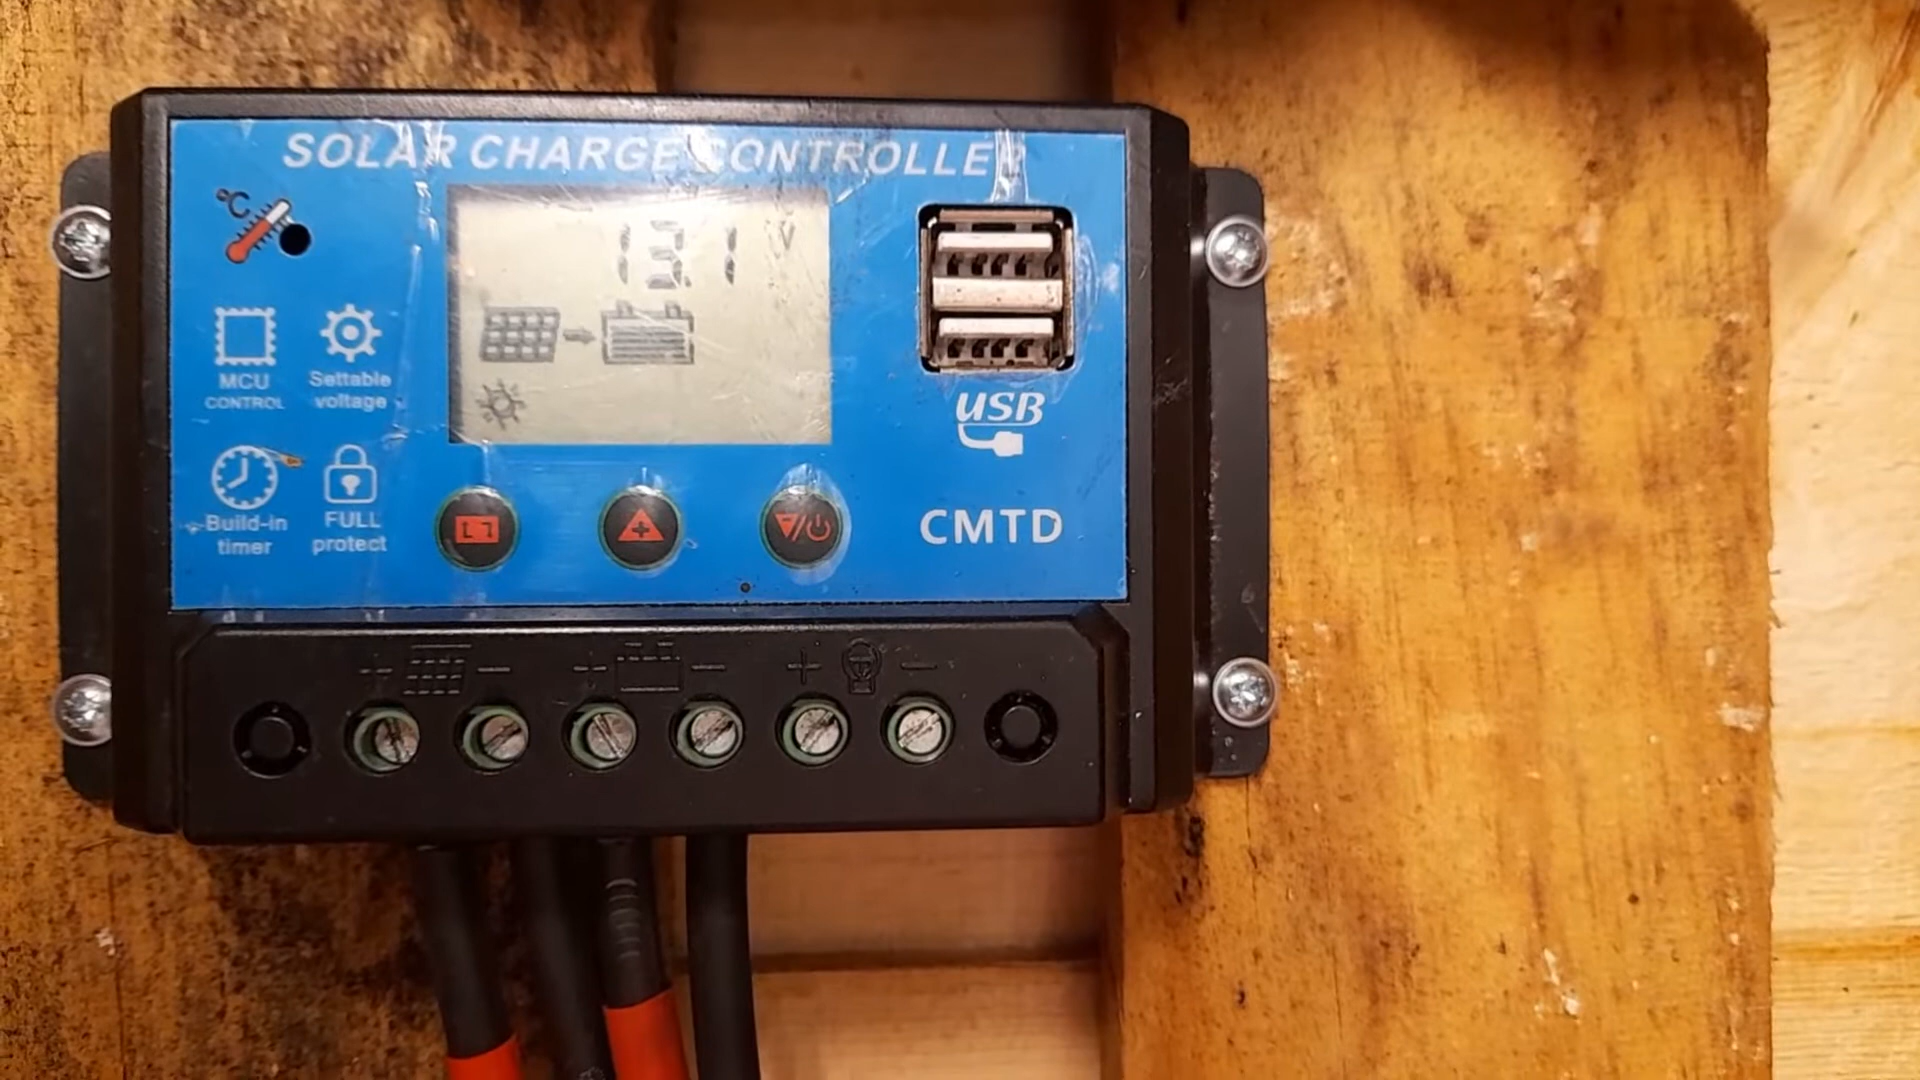 SOLAR CHARGE CONTROLLER
°C
13.1 V
MCU
CONTROL
Settable
voltage
USB
Build-in
timer
FULL
protect
CMTD
+ - + - + -